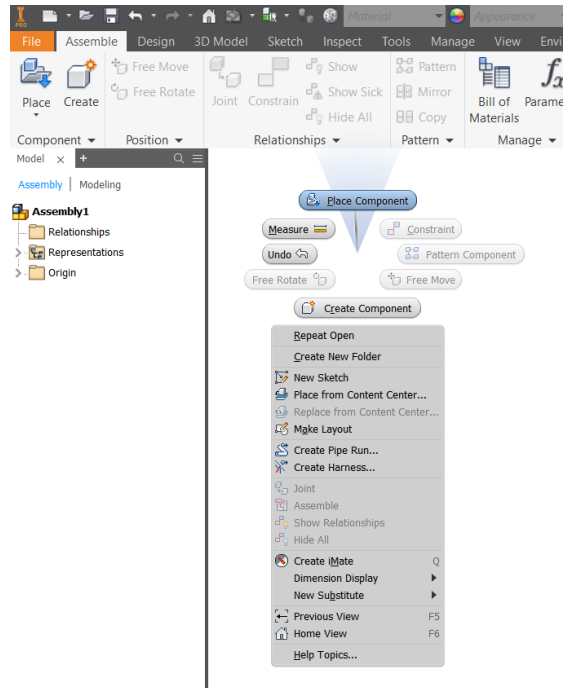 PRO
Material
Appearance
File Assemble Design 3D Model Sketch Inspect Tools Manage View Envi
Place
Create
Free Move
Free Rotate
Joint
Constrain
Show
Show Sick
Hide All
Pattern
Mirror
Copy
Bill of
Materials
fx
Parame
Component Position Relationships Pattern Manage
Model × +
Assembly | Modeling
Assembly1
Relationships
Representations
Origin
Place Component
Measure
Constraint
Undo
Pattern Component
Free Rotate
Free Move
Create Component
Repeat Open
Create New Folder
New Sketch
Place from Content Center...
Replace from Content Center...
Make Layout
Create Pipe Run...
Create Harness...
Joint
Assemble
Show Relationships
Hide All
Create iMate Q
Dimension Display
New Substitute
Previous View F5
Home View F6
Help Topics...